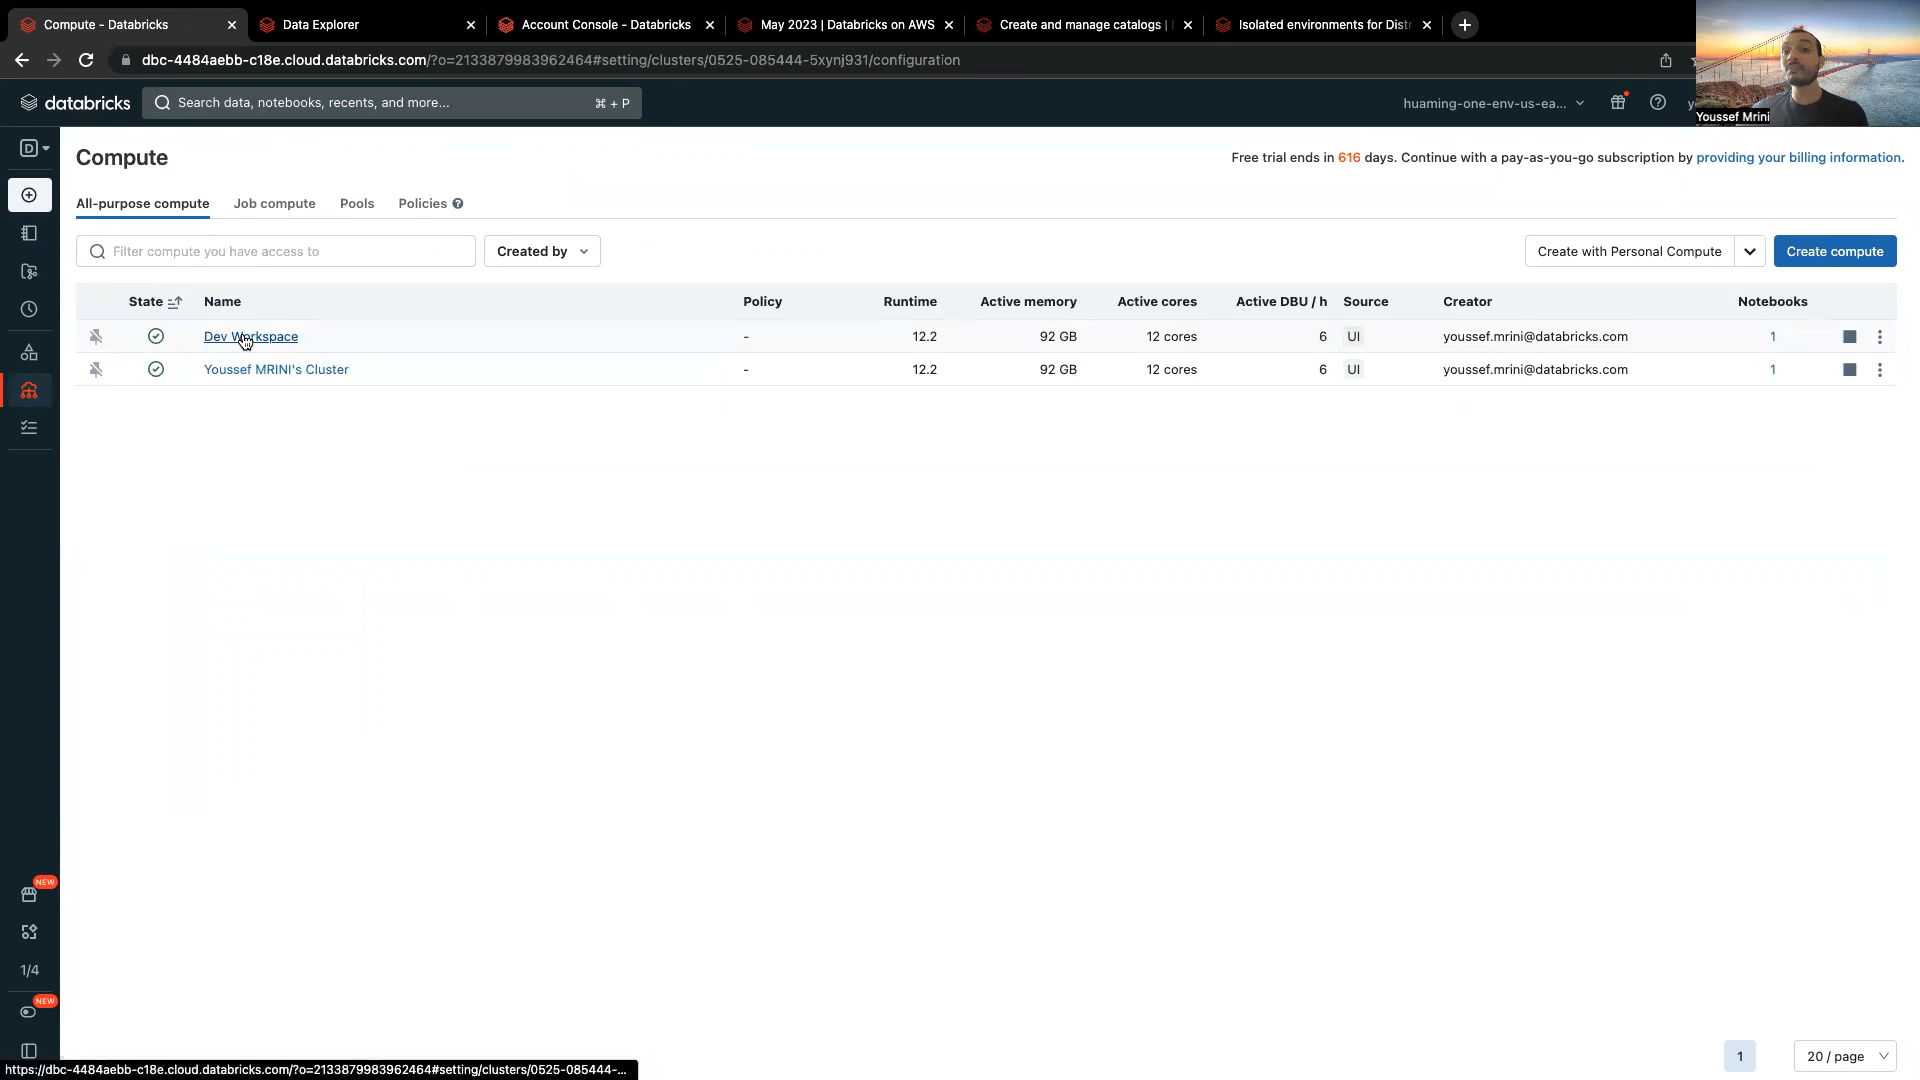 Compute - Databricks
Data Explorer
Account Console - Databricks
May 2023 | Databricks on AWS
Create and manage catalogs |
Isolated environments for Distr
dbc-4484aebb-c18e.cloud.databricks.com/?o=2133879983962464#setting/clusters/0525-085444-5xynj931/configuration
databricks
Search data, notebooks, recents, and more...
⌘ + P
huaming-one-env-us-ea...
Youssef Mrini
D
Compute
Free trial ends in 616 days. Continue with a pay-as-you-go subscription by providing your billing information.
All-purpose compute
Job compute
Pools
Policies
Filter compute you have access to
Created by
Create with Personal Compute
Create compute
State Name Policy Runtime Active memory Active cores Active DBU / h Source Creator Notebooks
Dev Workspace - 12.2 92 GB 12 cores 6 UI youssef.mrini@databricks.com 1
Youssef MRINI's Cluster - 12.2 92 GB 12 cores 6 UI youssef.mrini@databricks.com 1
NEW
1/4
NEW
1
20 / page
https://dbc-4484aebb-c18e.cloud.databricks.com/?o=2133879983962464#setting/clusters/0525-085444-...